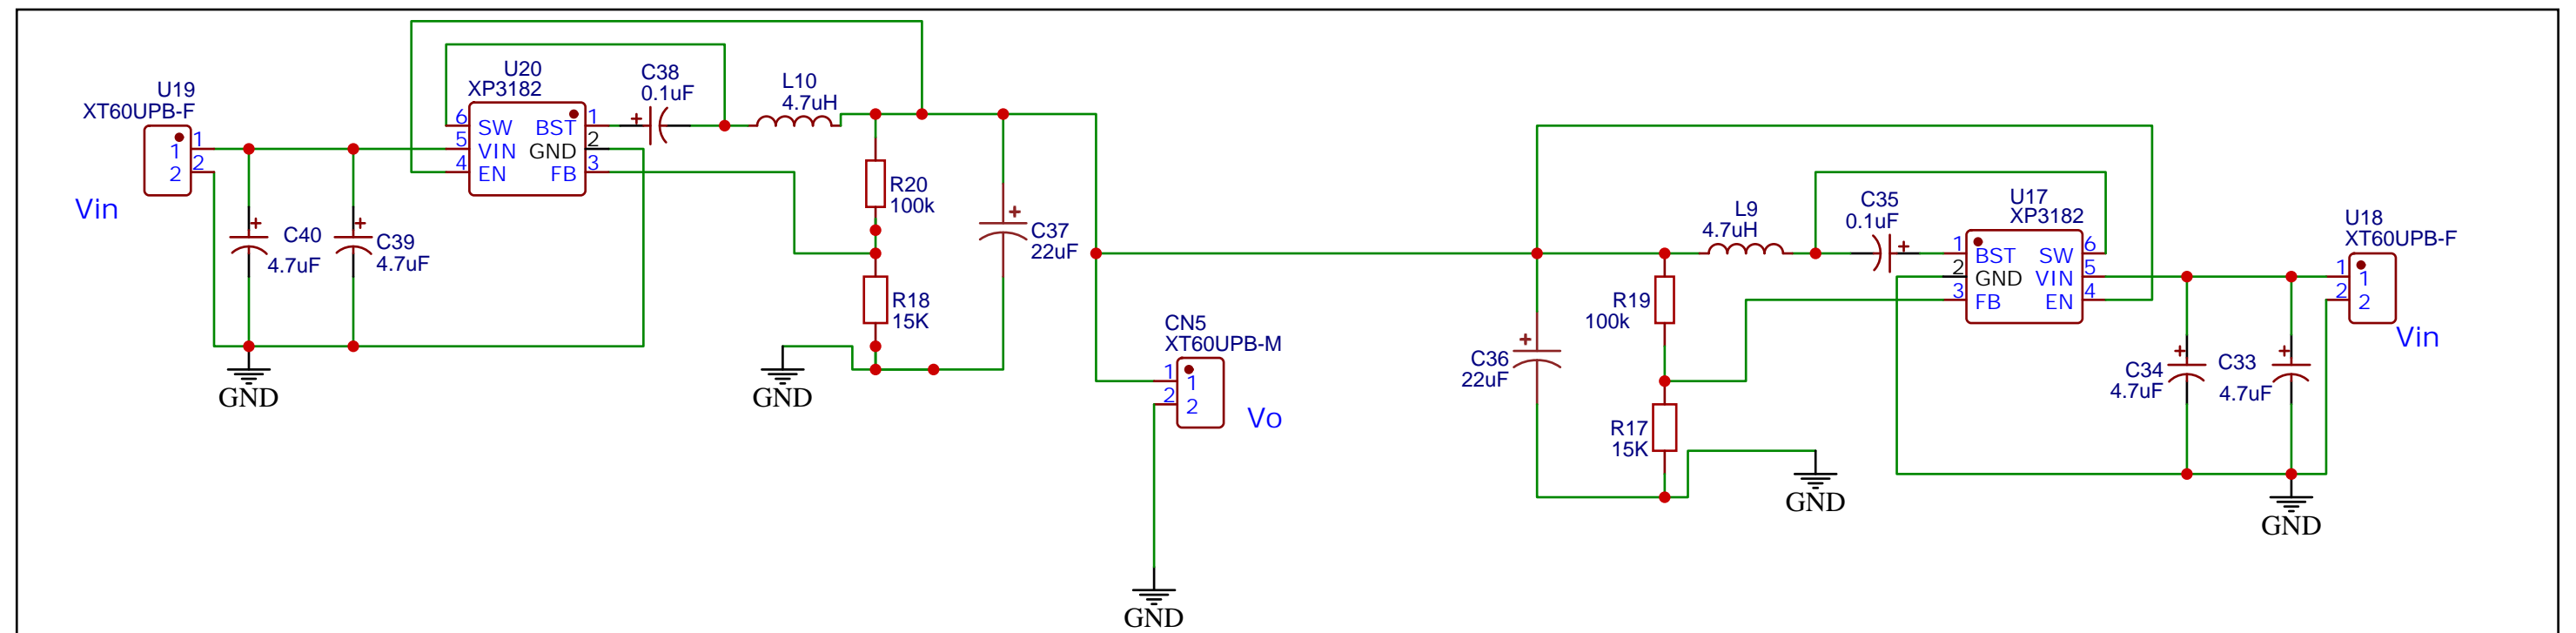 U19
XT60UPB-F
1
2
1
2
Vin
C40
4.7uF
C39
4.7uF
GND
U20
XP3182
6
5
4
SW
VIN
EN
BST
GND
FB
1
2
3
C38
0.1uF
+
L10
4.7uH
R20
100k
R18
15K
+
C37
22uF
+
+
GND
CN5
XT60UPB-M
1
2
1
2
Vo
GND
C36
22uF
+
R19
100k
R17
15K
L9
4.7uH
C35
0.1uF
+
GND
U17
XP3182
1
2
3
BST
GND
FB
SW
VIN
EN
6
5
4
C34
4.7uF
+
C33
4.7uF
+
GND
U18
XT60UPB-F
1
2
1
2
Vin